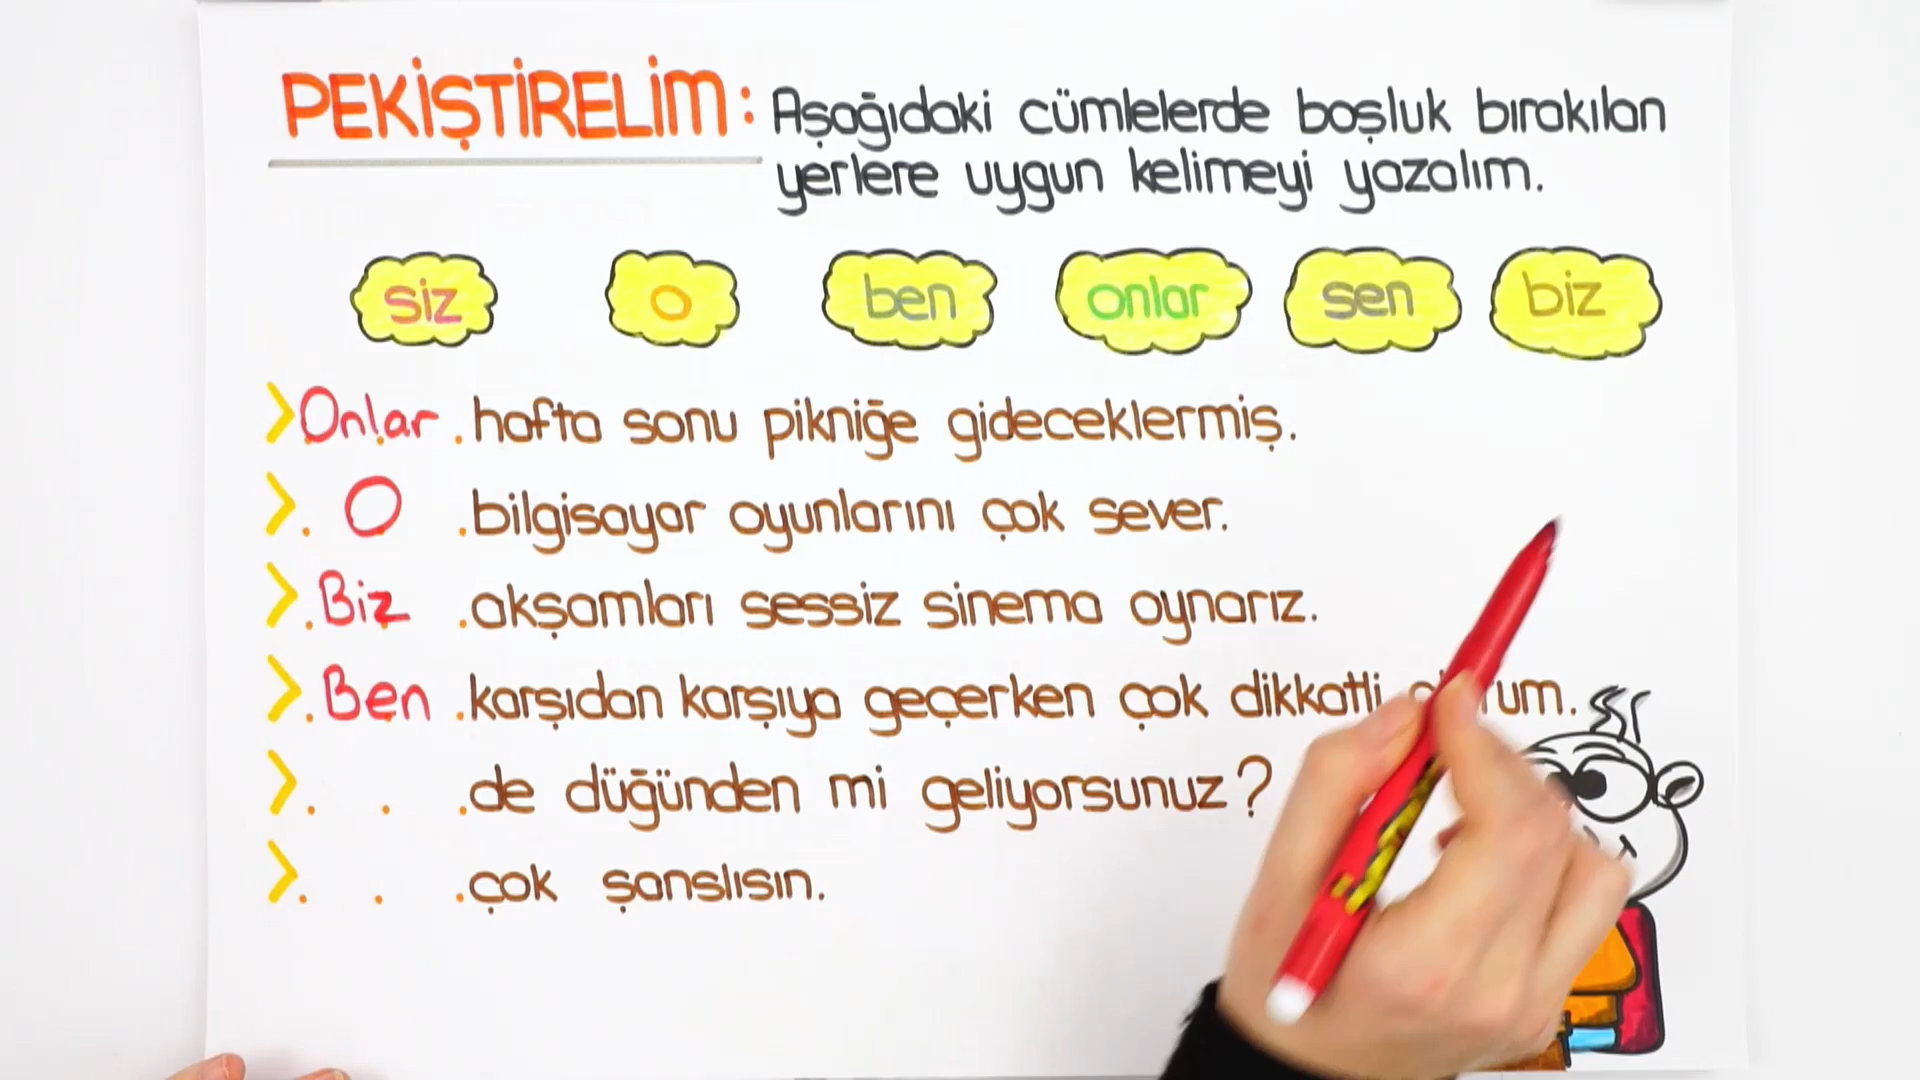 PEKİŞTİRELİM: Aşağıdaki cümlelerde boşluk bırakılan
yerlere uygun kelimeyi yazalım.
siz o ben onlar sen biz
Onlar . hafta sonu pikniğe gideceklermiş.
. O . bilgisayar oyunlarını çok sever.
. Biz . akşamları sessiz sinema oynarız.
. Ben . karşıdan karşıya geçerken çok dikkatli
. . . de düğünden mi geliyorsunuz?
. . . çok şanslısın.